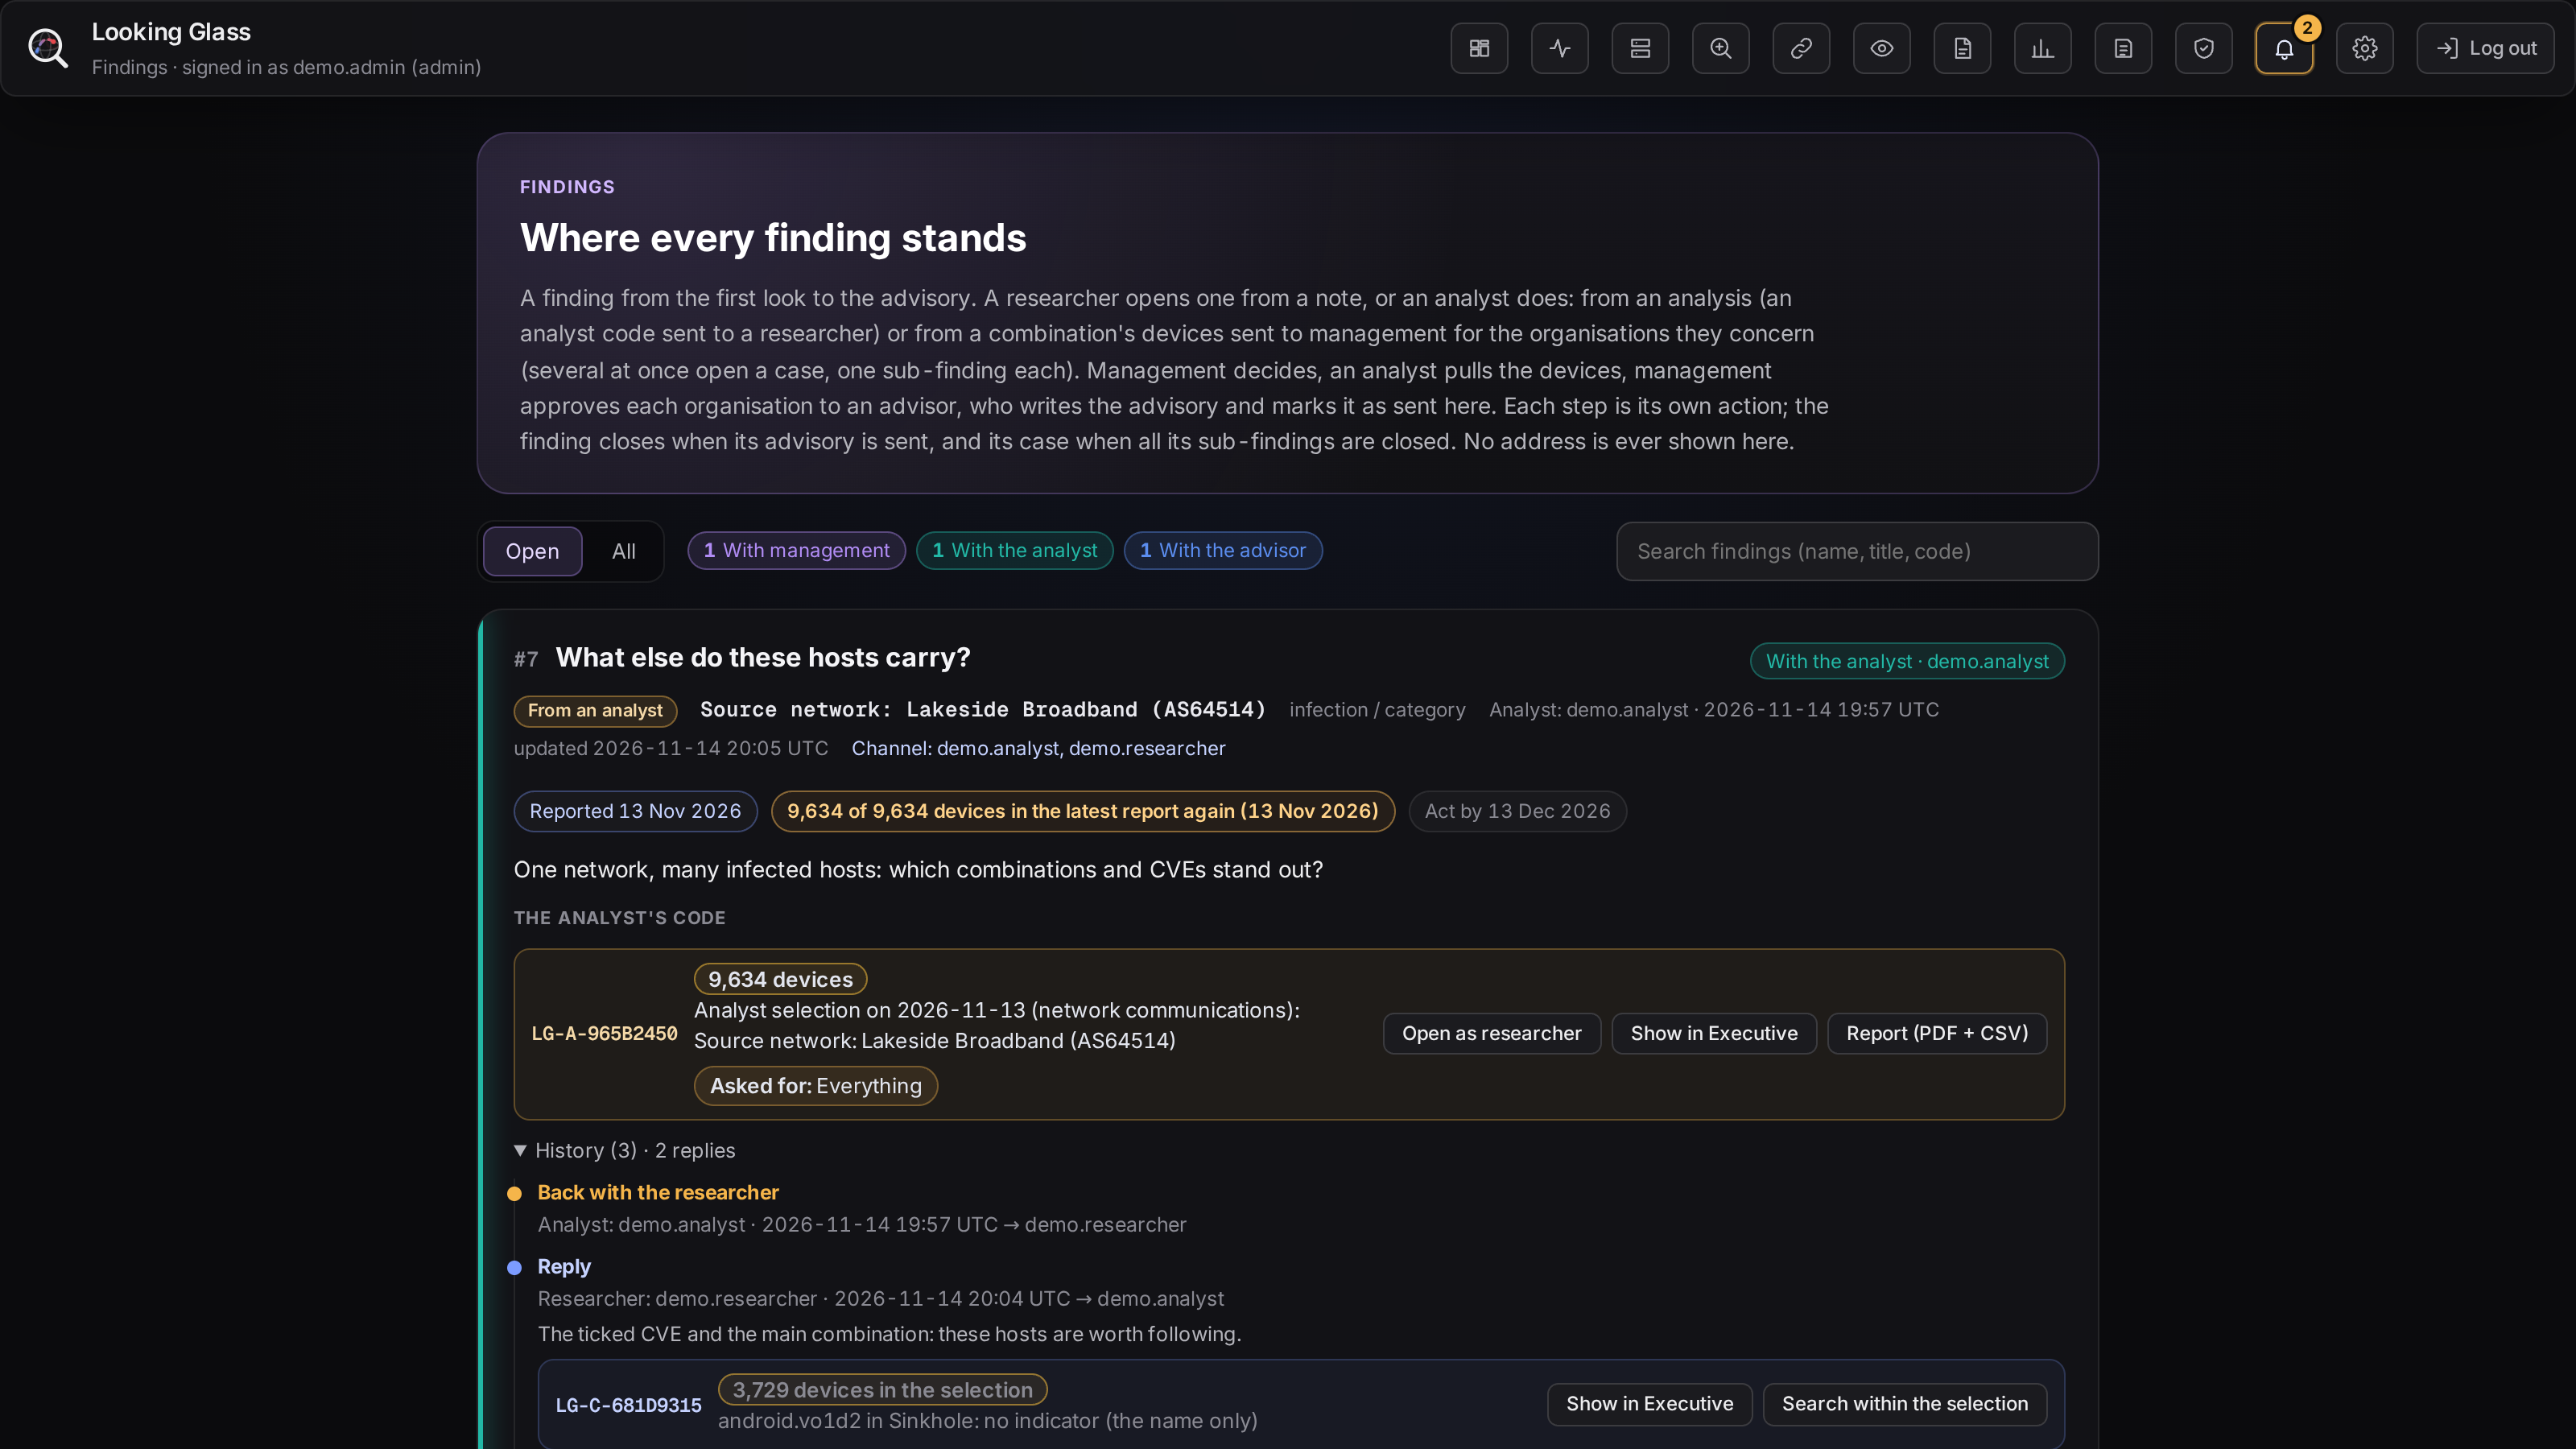 Looking Glass
Findings · signed in as demo.admin (admin)
2
Log out
FINDINGS
Where every finding stands
A finding from the first look to the advisory. A researcher opens one from a note, or an analyst does: from an analysis (an
analyst code sent to a researcher) or from a combination's devices sent to management for the organisations they concern
(several at once open a case, one sub-finding each). Management decides, an analyst pulls the devices, management
approves each organisation to an advisor, who writes the advisory and marks it as sent here. Each step is its own action; the
finding closes when its advisory is sent, and its case when all its sub-findings are closed. No address is ever shown here.
Open All 1 With management 1 With the analyst 1 With the advisor Search findings (name, title, code)
#7 What else do these hosts carry? With the analyst · demo.analyst
From an analyst Source network: Lakeside Broadband (AS64514) infection / category Analyst: demo.analyst · 2026-11-14 19:57 UTC
updated 2026-11-14 20:05 UTC Channel: demo.analyst, demo.researcher
Reported 13 Nov 2026 9,634 of 9,634 devices in the latest report again (13 Nov 2026) Act by 13 Dec 2026
One network, many infected hosts: which combinations and CVEs stand out?
THE ANALYST'S CODE
9,634 devices
Analyst selection on 2026-11-13 (network communications):
LG-A-965B2450 Source network: Lakeside Broadband (AS64514) Open as researcher Show in Executive Report (PDF + CSV)
Asked for: Everything
▼ History (3) · 2 replies
Back with the researcher
Analyst: demo.analyst · 2026-11-14 19:57 UTC → demo.researcher
Reply
Researcher: demo.researcher · 2026-11-14 20:04 UTC → demo.analyst
The ticked CVE and the main combination: these hosts are worth following.
3,729 devices in the selection
LG-C-681D9315 android.vo1d2 in Sinkhole: no indicator (the name only) Show in Executive Search within the selection